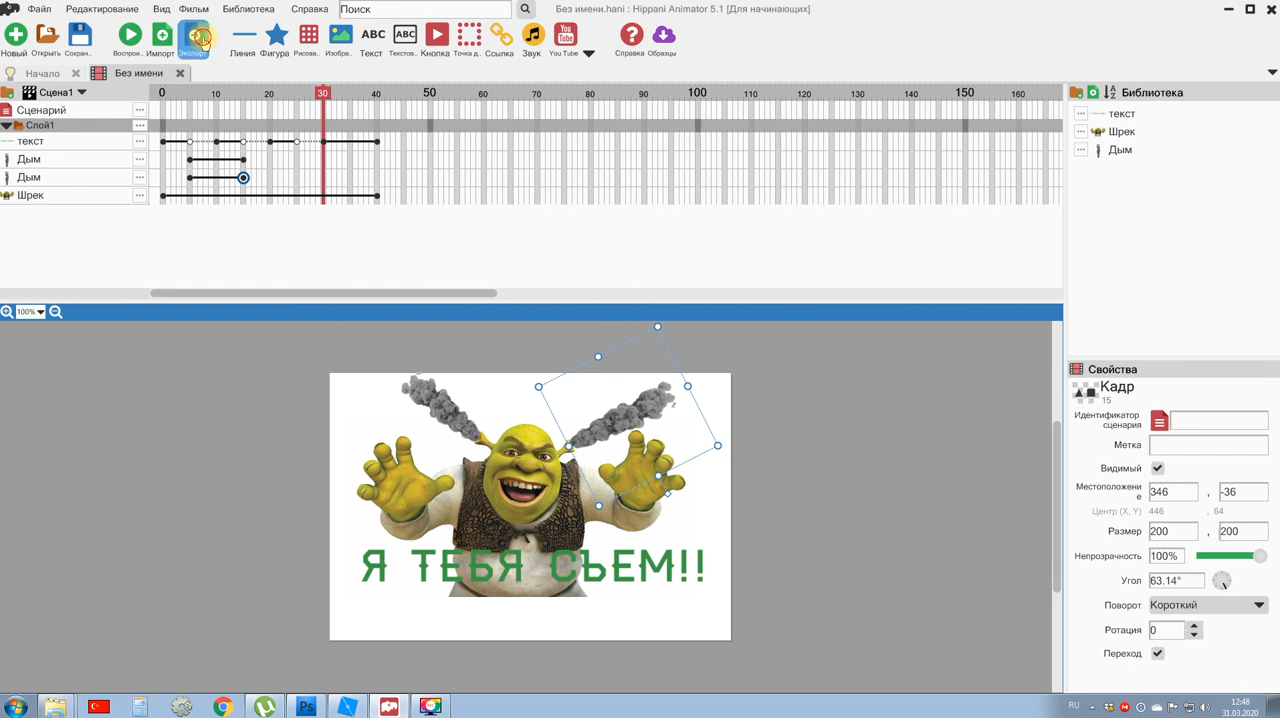 Файл Редактирование Вид Фильм Библиотека Справка Поиск Без имени.hani : Hippani Animator 5.1 [Для начинающих]
Новый Открыть Сохран.. Воспрои.. Импорт Экспорт Линия Фигура Рисова.. Изобра.. ABC Текст ABC Текстов.. Кнопка Точка д.. Ссылка Звук You Tube YouTube Справка Образцы
Начало Без имени
Сцена1 0 10 20 30 40 50 60 70 80 90 100 110 120 130 140 150 160 Библиотека
Сценарий текст
Слой1 Шрек
текст Дым
Дым
Дым
Шрек
100%
Свойства
Кадр
15
Идентификатор сценария
Метка
Видимый
Местоположени
е
346 , -36
Центр (X, Y) 446 , 64
Размер 200 , 200
Непрозрачность 100%
Угол 63.14°
Поворот Короткий
Ротация 0
Переход
Я ТЕБЯ СЬЕМ!!
Ps
RU 12:48
31.03.2020